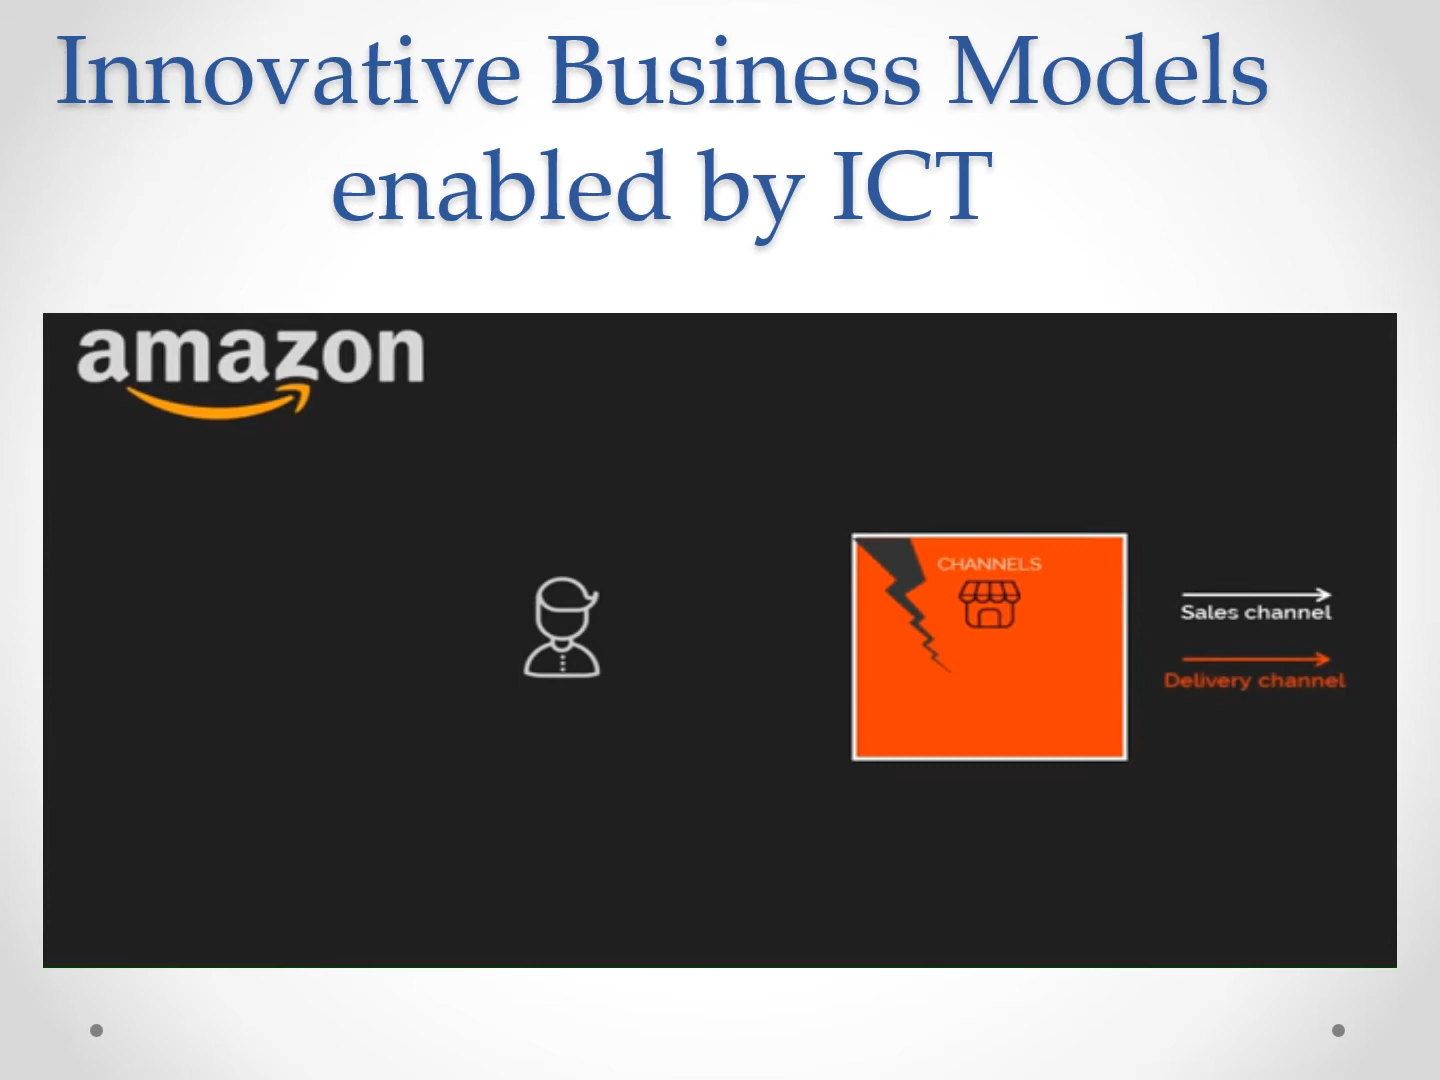 Innovative Business Models
enabled by ICT
amazon
CHANNELS
Sales channel
Delivery channel